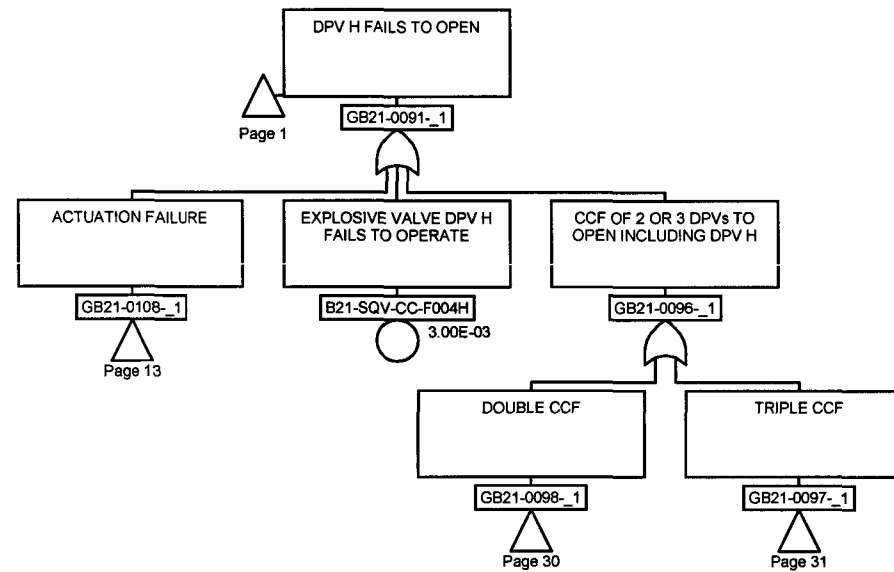 DPV H FAILS TO OPEN
Page 1
GB21-0091-_1
ACTUATION FAILURE
EXPLOSIVE VALVE DPV H
FAILS TO OPERATE
CCF OF 2 OR 3 DPVs TO
OPEN INCLUDING DPV H
GB21-0108-_1
B21-SQV-CC-F004H
GB21-0096-_1
3.00E-03
Page 13
DOUBLE CCF
TRIPLE CCF
GB21-0098-_1
GB21-0097-_1
Page 30
Page 31